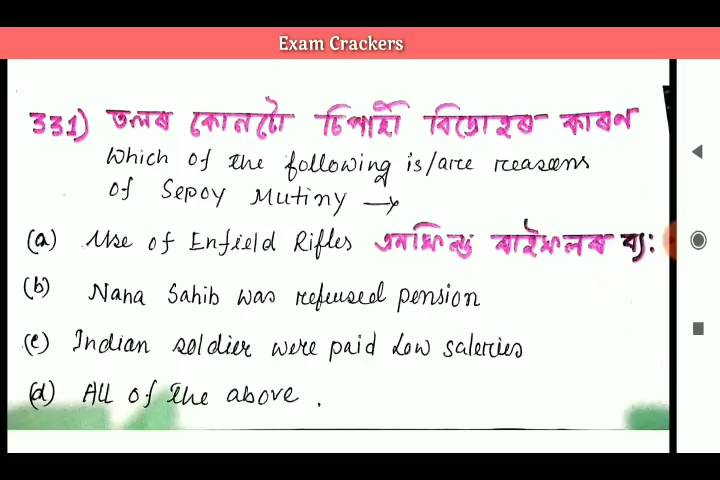 Exam Crackers
331) তলৰ কোনটো চিপাহী বিদ্ৰোহৰ কাৰণ
Which of the following is/are reasons
of Sepoy Mutiny →
(a) Use of Enfield Rifles এনফিল্ড ৰাইফলৰ ব্য:
(b) Nana Sahib was refused pension
(c) Indian soldier were paid Low saleries
(d) All of the above .